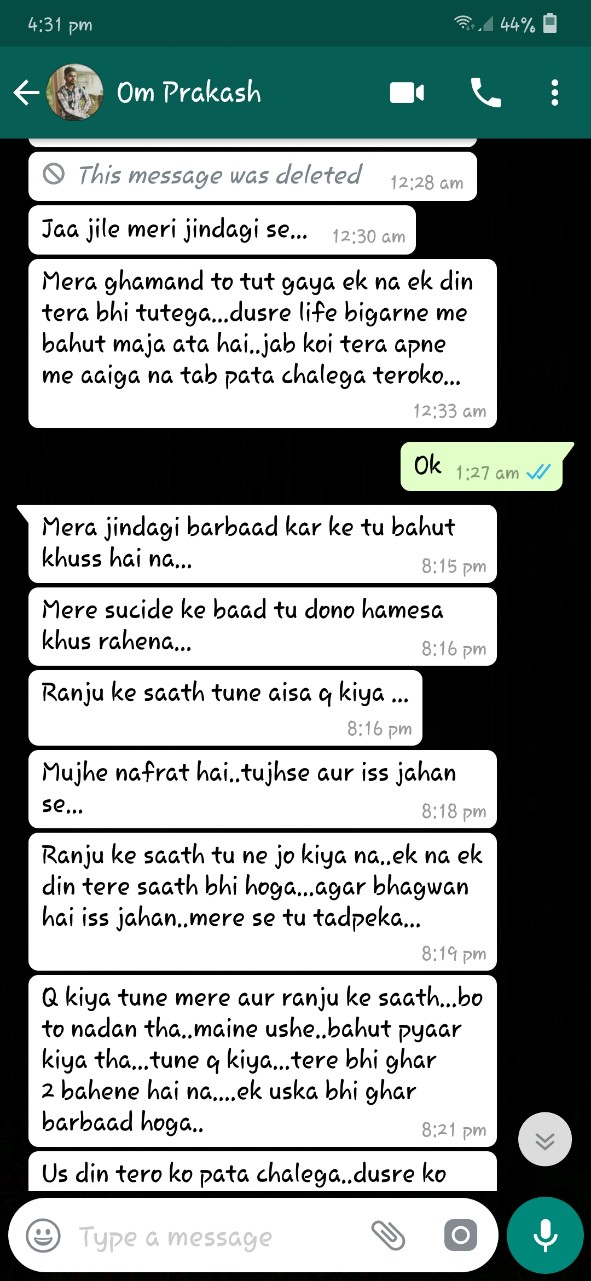 4:31 pm
44%
Om Prakash
This message was deleted 12:28 am
Jaa jile meri jindagi se... 12:30 am
Mera ghamand to tut gaya ek na ek din
tera bhi tutega...dusre life bigarne me
bahut maja ata hai..jab koi tera apne
me aaiga na tab pata chalega teroko...
12:33 am
Ok 1:27 am
Mera jindagi barbaad kar ke tu bahut
khuss hai na...
8:15 pm
Mere sucide ke baad tu dono hamesa
khus rahena...
8:16 pm
Ranju ke saath tune aisa q kiya ...
8:16 pm
Mujhe nafrat hai..tujhse aur iss jahan
se...
8:18 pm
Ranju ke saath tu ne jo kiya na..ek na ek
din tere saath bhi hoga...agar bhagwan
hai iss jahan..mere se tu tadpeka...
8:19 pm
Q kiya tune mere aur ranju ke saath...bo
to nadan tha..maine ushe..bahut pyaar
kiya tha...tune q kiya...tere bhi ghar
2 bahene hai na....ek uska bhi ghar
barbaad hoga..
8:21 pm
Us din tero ko pata chalega..dusre ko
Type a message